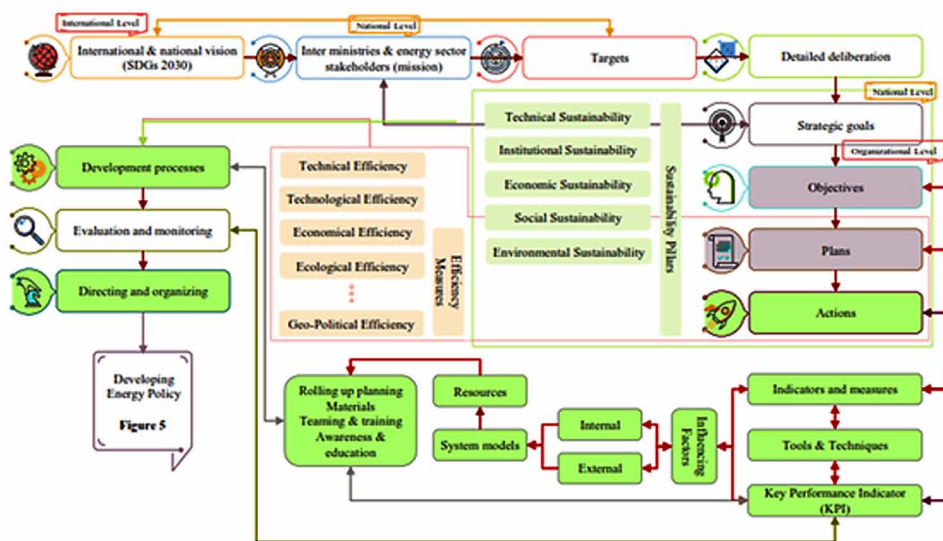 International Level
National Level
International & national vision
(SDGs 2030)
Inter ministries & energy sector
stakeholders (mission)
Targets
Detailed deliberation
National Level
Technical Sustainability
Strategic goals
Organizational Level
Institutional Sustainability
Development processes
Technical Efficiency
Economic Sustainability
Objectives
Technological Efficiency
Social Sustainability
Evaluation and monitoring
Economical Efficiency
Environmental Sustainability
Plans
Ecological Efficiency
Efficiency
Measures
Sustainability Pillars
Directing and organizing
Geo-Political Efficiency
Actions
Developing
Energy Policy
Figure 5
Rolling up planning
Materials
Teaming & training
Awareness &
education
Resources
System models
Internal
External
Influencing
Factors
Indicators and measures
Tools & Techniques
Key Performance Indicator
(KPI)